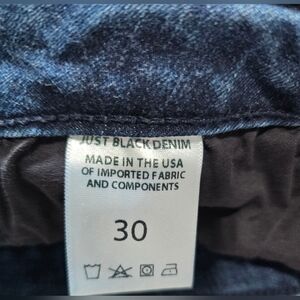 JUST BLACK DENIM
MADE IN THE USA
OF IMPORTED FABRIC
AND COMPONENTS
30